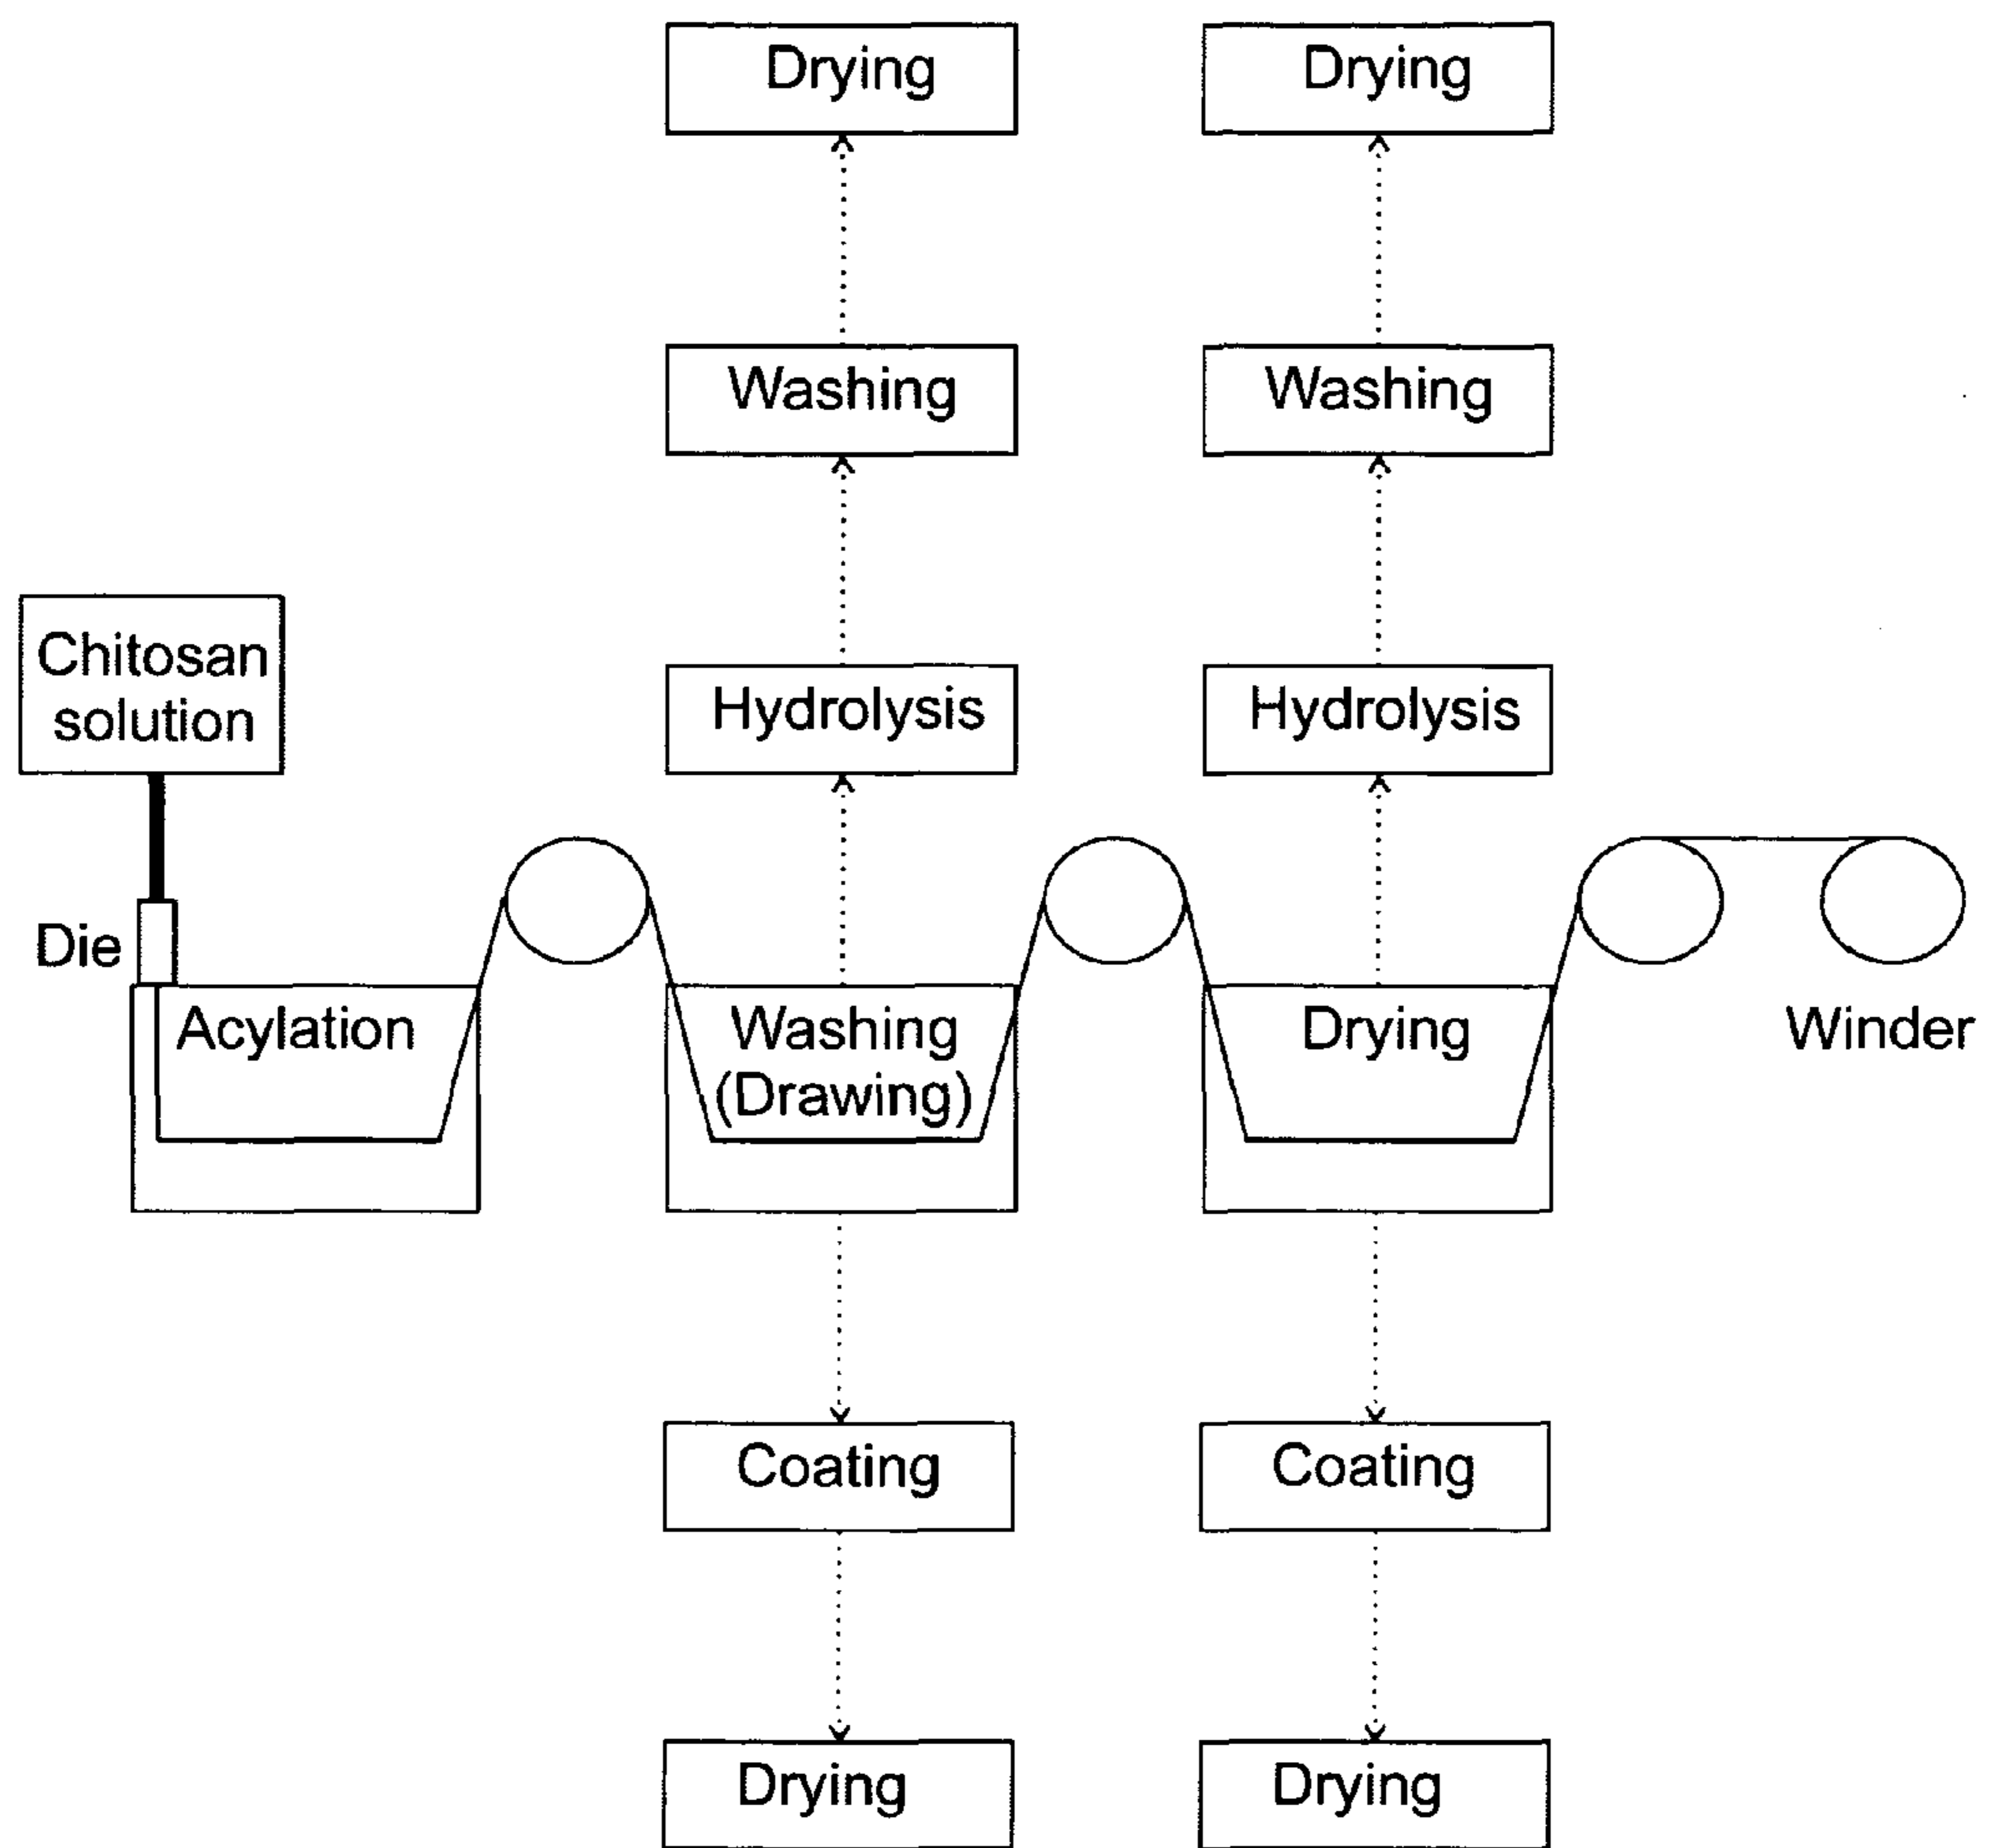 Drying
Drying
Washing
Washing
Chitosan
solution
Hydrolysis
Hydrolysis
Die
Acylation
Washing
(Drawing)
Drying
Winder
Coating
Coating
Drying
Drying